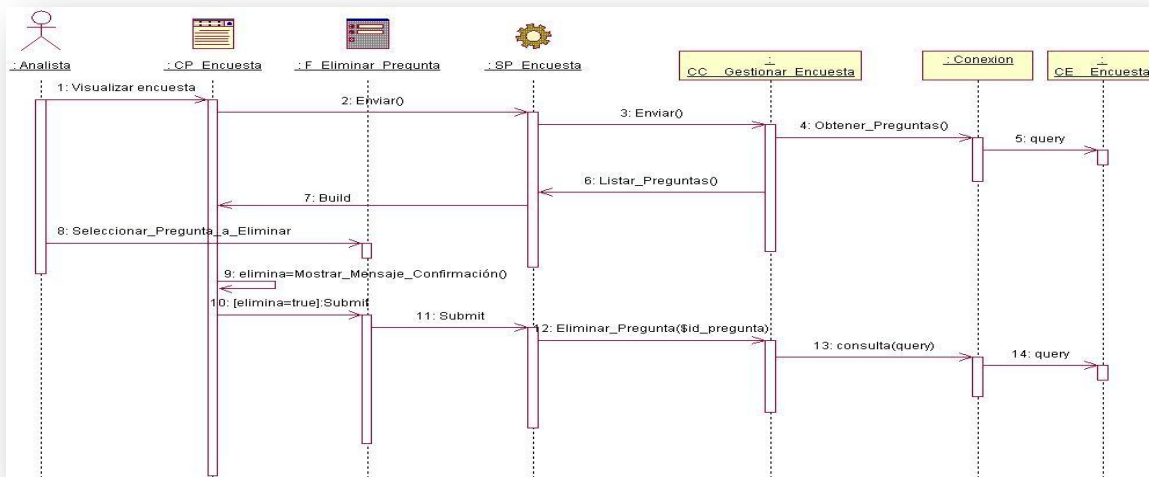 : Analista
: CP_Encuesta
: F_Eliminar_Pregunta
: SP_Encuesta
:
CC__Gestionar_Encuesta
: Conexion
:
CE__Encuesta
1: Visualizar encuesta
2: Enviar()
3: Enviar()
4: Obtener_Preguntas()
5: query
6: Listar_Preguntas()
7: Build
8: Seleccionar_Pregunta_a_Eliminar
9: elimina=Mostrar_Mensaje_Confirmación()
10: [elimina=true]:Submit
11: Submit
12: Eliminar_Pregunta($id_pregunta)
13: consulta(query)
14: query